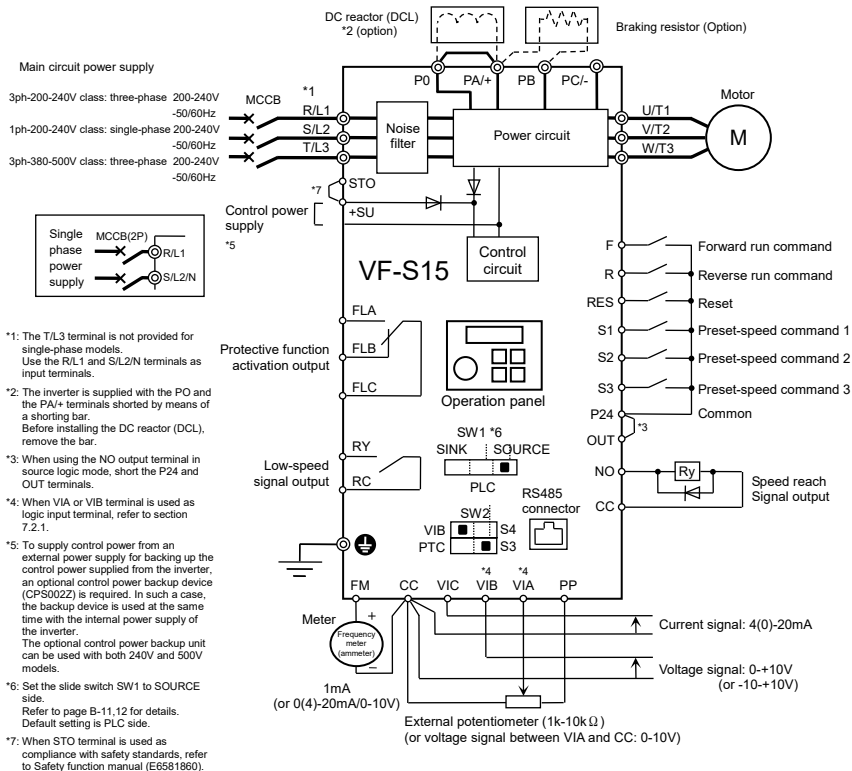 DC reactor (DCL)
*2 (option)
Braking resistor (Option)
Main circuit power supply
P0 PA/+ PB PC/-
Motor
3ph-200-240V class: three-phase 200-240V
-50/60Hz
1ph-200-240V class: single-phase 200-240V
-50/60Hz
3ph-380-500V class: three-phase 200-240V
-50/60Hz
MCCB
*1
R/L1
S/L2
T/L3
Noise
filter
Power circuit
U/T1
V/T2
W/T3
M
*7
STO
+SU
Control power
supply
*5
Control
circuit
Single
phase
power
supply
MCCB(2P)
R/L1
S/L2/N
VF-S15
F
Forward run command
R
Reverse run command
RES
Reset
S1
Preset-speed command 1
S2
Preset-speed command 2
S3
Preset-speed command 3
P24
Common
*3
OUT
FLA
FLB
FLC
Protective function
activation output
Operation panel
RY
RC
Low-speed
signal output
SW1 *6
SINK SOURCE
PLC
SW2
VIB S4
PTC S3
RS485
connector
NO
Ry
CC
Speed reach
Signal output
*1: The T/L3 terminal is not provided for
single-phase models.
Use the R/L1 and S/L2/N terminals as
input terminals.
*2: The inverter is supplied with the PO and
the PA/+ terminals shorted by means of
a shorting bar.
Before installing the DC reactor (DCL),
remove the bar.
*3: When using the NO output terminal in
source logic mode, short the P24 and
OUT terminals.
*4: When VIA or VIB terminal is used as
logic input terminal, refer to section
7.2.1.
*5: To supply control power from an
external power supply for backing up the
control power supplied from the inverter,
an optional control power backup device
(CPS002Z) is required. In such a case,
the backup device is used at the same
time with the internal power supply of
the inverter.
The optional control power backup unit
can be used with both 240V and 500V
models.
*6: Set the slide switch SW1 to SOURCE
side.
Refer to page B-11,12 for details.
Default setting is PLC side.
*7: When STO terminal is used as
compliance with safety standards, refer
to Safety function manual (E6581860).
*4 *4
FM CC VIC VIB VIA PP
Meter
+
Frequency
meter
(ammeter)
−
1mA
(or 0(4)-20mA/0-10V)
Current signal: 4(0)-20mA
Voltage signal: 0-+10V
(or -10-+10V)
External potentiometer (1k-10kΩ)
(or voltage signal between VIA and CC: 0-10V)